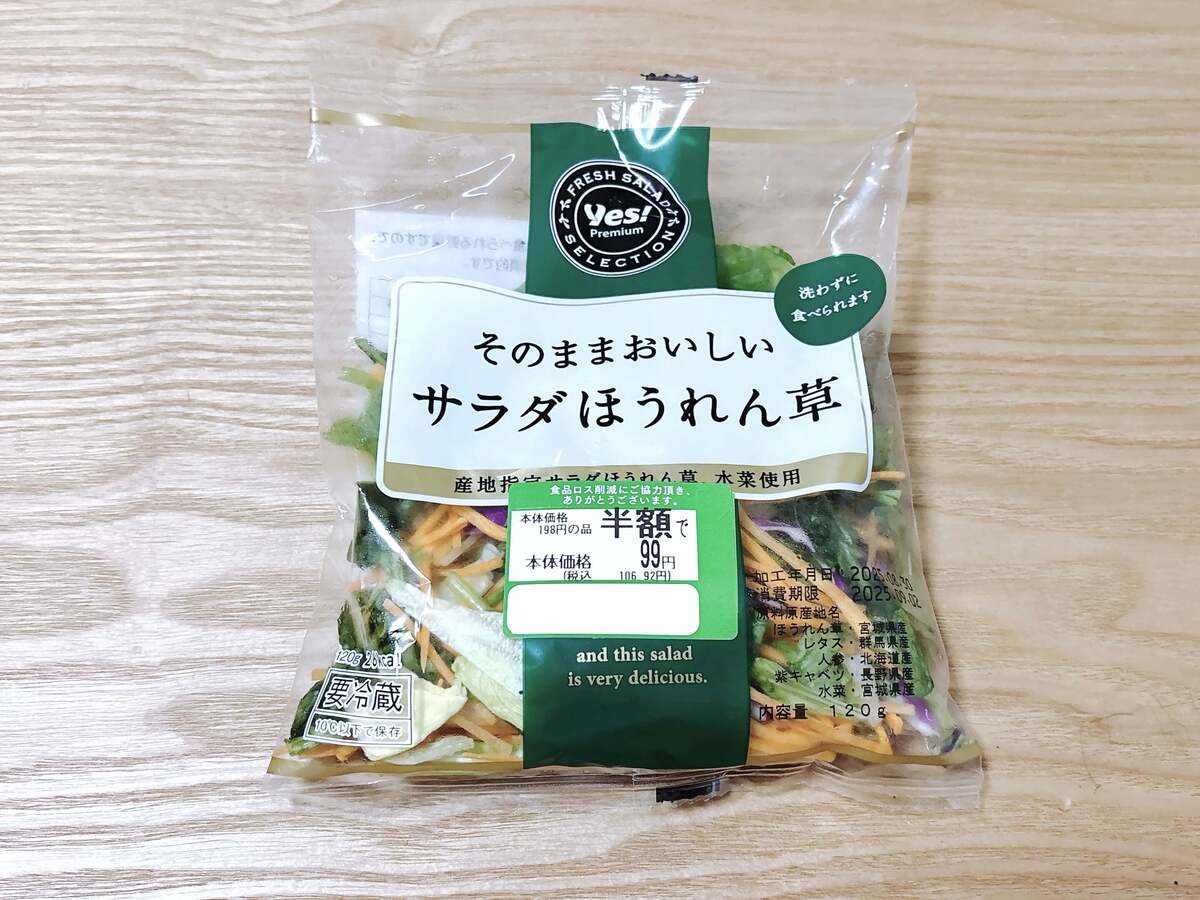 FRESH SALAD
Yes!
Premium
SELECTION
洗わずに
食べられます
そのままおいしい
サラダほうれん草
産地指定サラダほうれん草、水菜使用
食品ロス削減にご協力頂き、
ありがとうございます。
本体価格
198円の品
半額で
99円
本体価格
(税込 106.92円)
and this salad
is very delicious.
加工年月日:2025.08.30
消費期限 2025.09.02
原料原産地名
ほうれん草・宮城県産
レタス・群馬県産
人参・北海道産
紫キャベツ・長野県産
水菜・宮城県産
内容量 120g
要冷蔵
10℃以下で保存